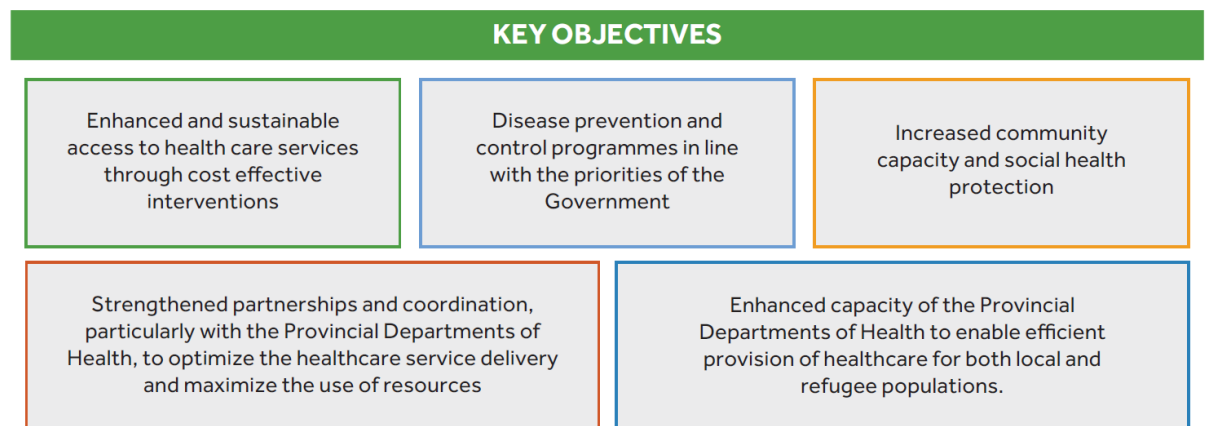 KEY OBJECTIVES
Enhanced and sustainable
access to health care services
through cost effective
interventions
Disease prevention and
control programmes in line
with the priorities of the
Government
Increased community
capacity and social health
protection
Strengthened partnerships and coordination,
particularly with the Provincial Departments of
Health, to optimize the healthcare service delivery
and maximize the use of resources
Enhanced capacity of the Provincial
Departments of Health to enable efficient
provision of healthcare for both local and
refugee populations.